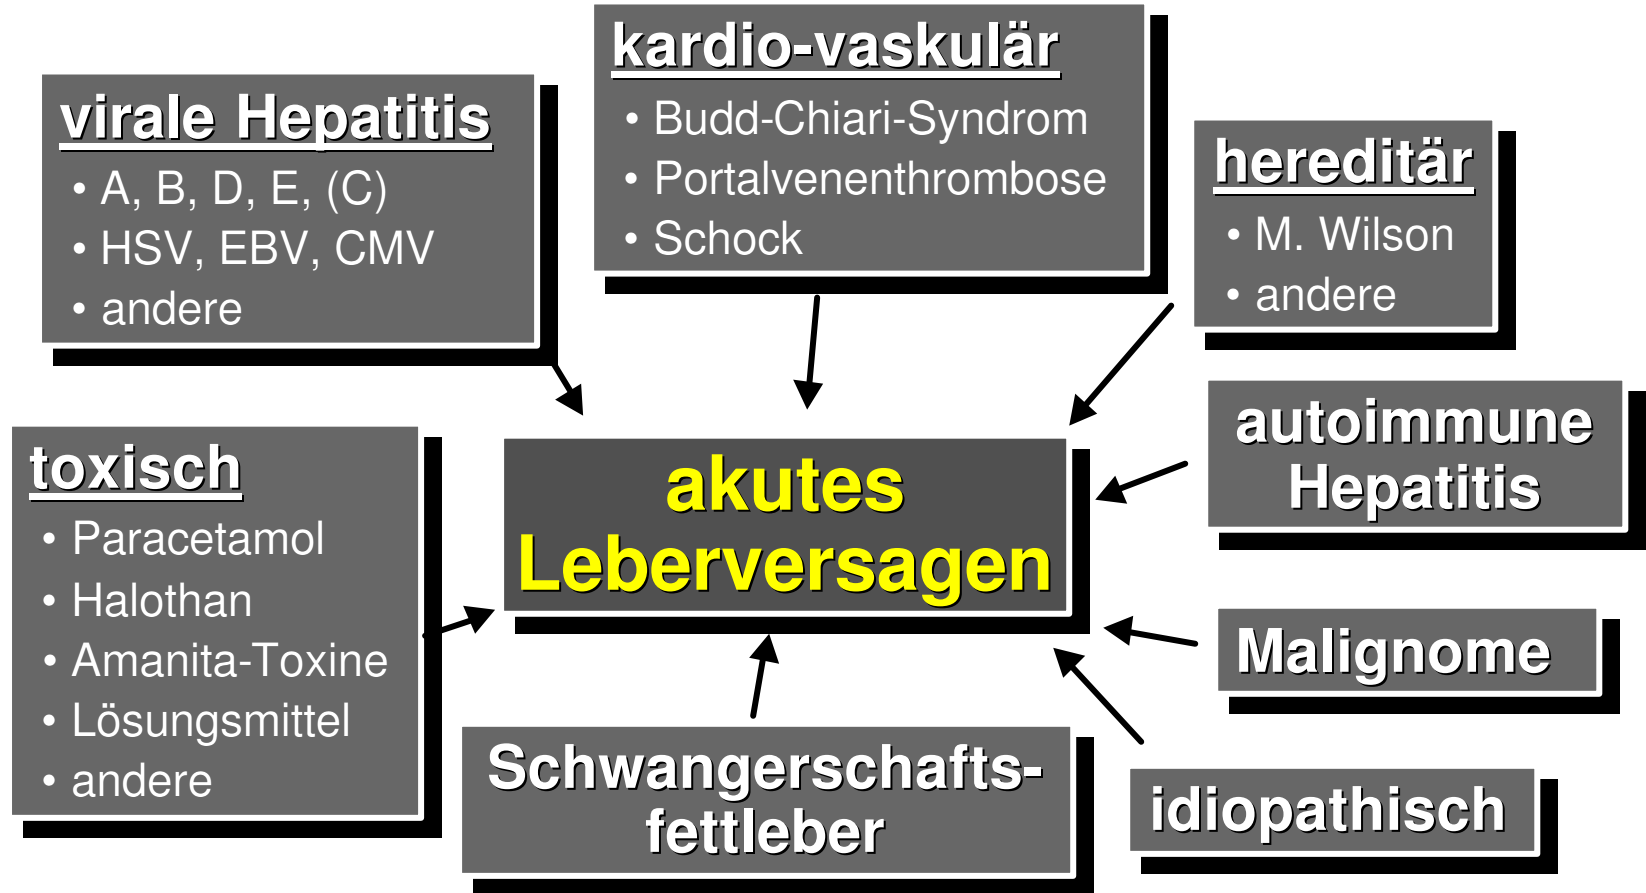 kardio-vaskulär
• Budd-Chiari-Syndrom
• Portalvenenthrombose
• Schock
virale Hepatitis
• A, B, D, E, (C)
• HSV, EBV, CMV
• andere
hereditär
• M. Wilson
• andere
autoimmune
Hepatitis
toxisch
• Paracetamol
• Halothan
• Amanita-Toxine
• Lösungsmittel
• andere
akutes
Leberversagen
Malignome
Schwangerschafts-
fettleber
idiopathisch